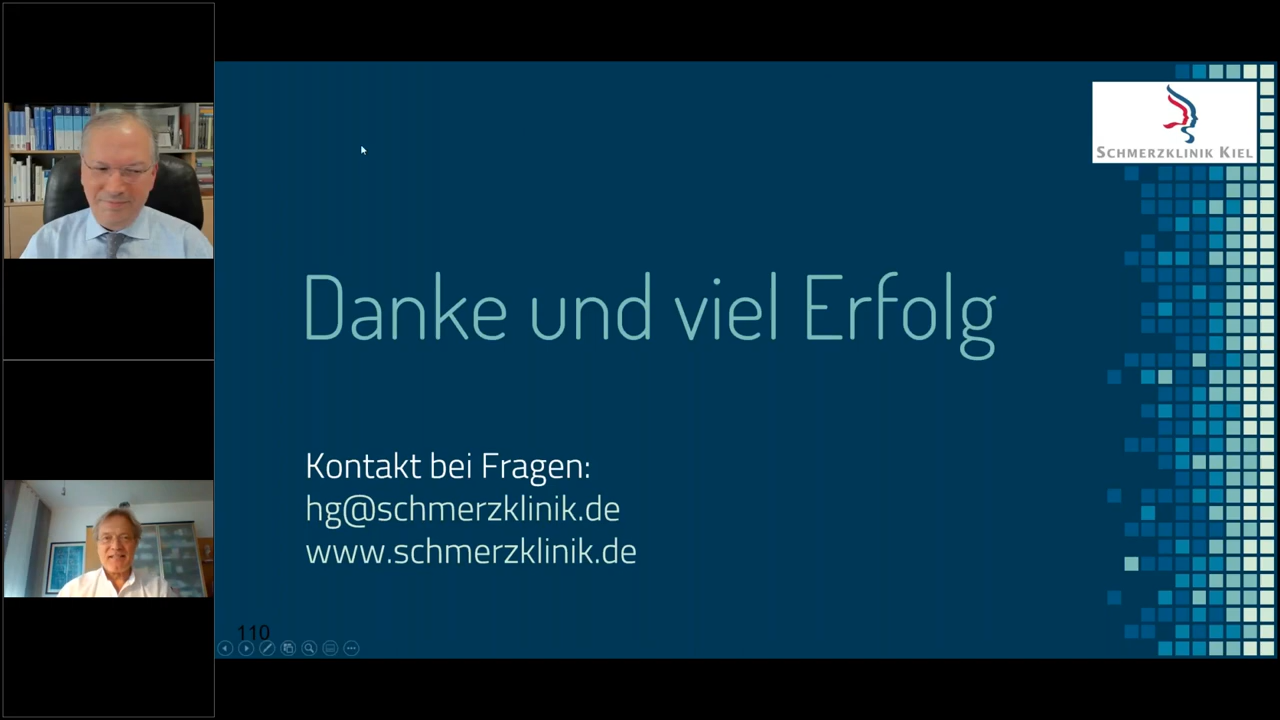 SCHMERZKLINIK KIEL
Danke und viel Erfolg
Kontakt bei Fragen:
hg@schmerzklinik.de
www.schmerzklinik.de
110